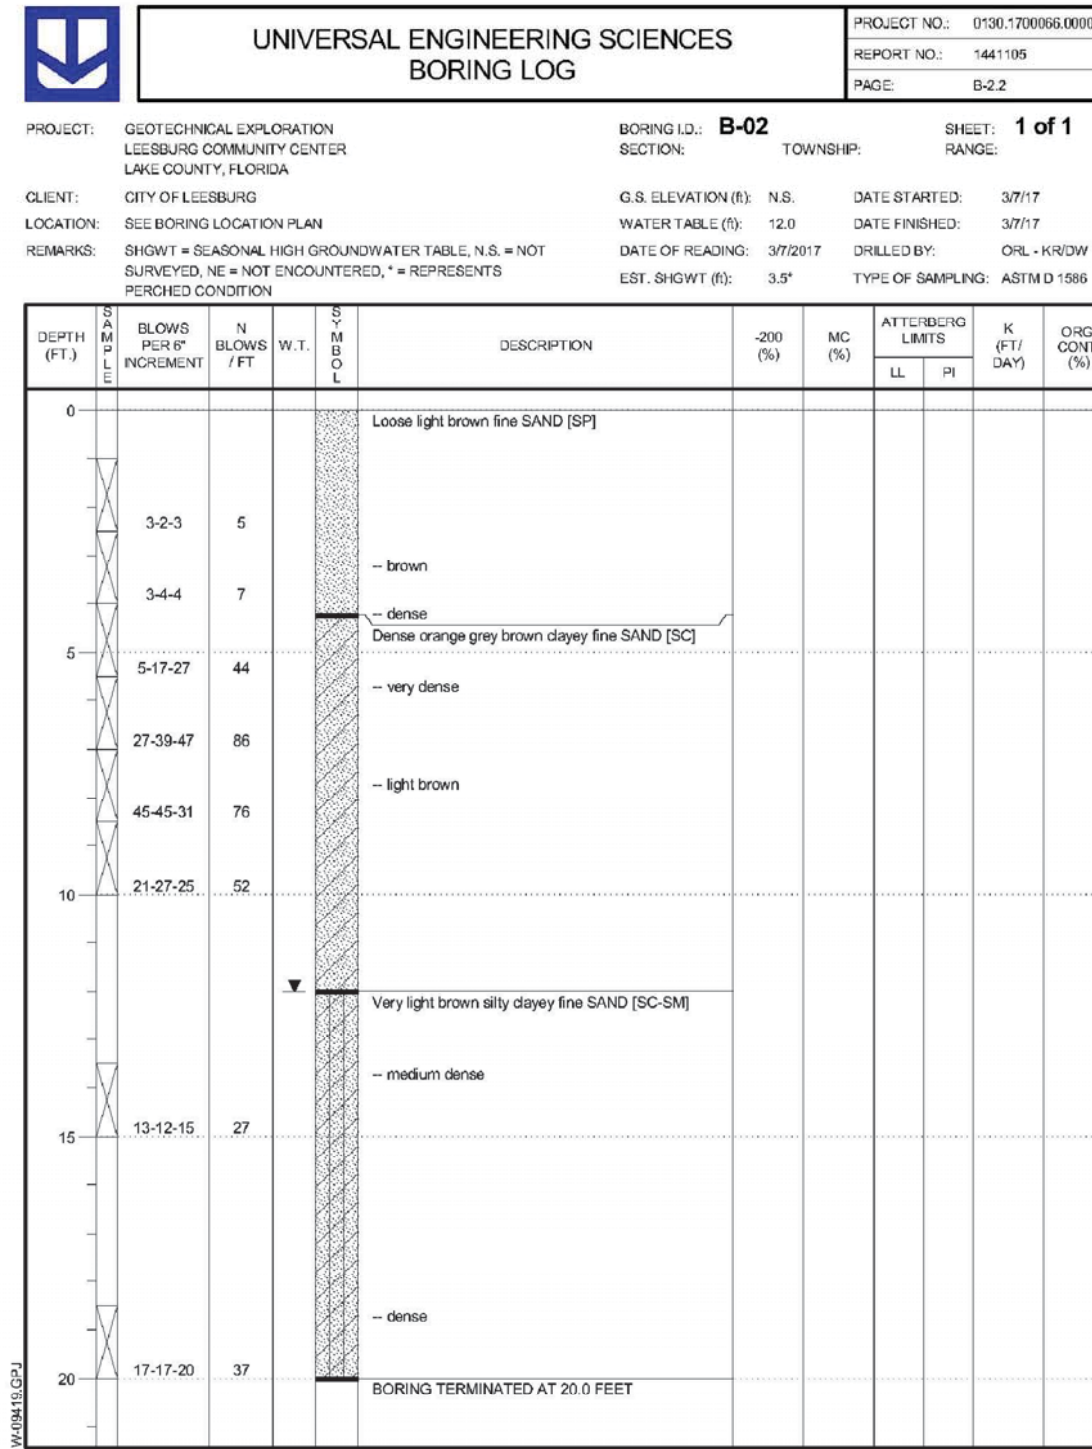 UNIVERSAL ENGINEERING SCIENCES
BORING LOG
PROJECT NO.: 0130.1700066.0000
REPORT NO.: 1441105
PAGE: B-2.2
PROJECT: GEOTECHNICAL EXPLORATION
LEESBURG COMMUNITY CENTER
LAKE COUNTY, FLORIDA
BORING I.D.: B-02 SHEET: 1 of 1
SECTION: TOWNSHIP: RANGE:
CLIENT: CITY OF LEESBURG
G.S. ELEVATION (ft): N.S. DATE STARTED: 3/7/17
LOCATION: SEE BORING LOCATION PLAN
WATER TABLE (ft): 12.0 DATE FINISHED: 3/7/17
REMARKS: SHGWT = SEASONAL HIGH GROUNDWATER TABLE, N.S. = NOT
SURVEYED, NE = NOT ENCOUNTERED, * = REPRESENTS
PERCHED CONDITION
DATE OF READING: 3/7/2017 DRILLED BY: ORL - KR/DW
EST. SHGWT (ft): 3.5* TYPE OF SAMPLING: ASTM D 1586
DEPTH
(FT.)
SAMPLE
BLOWS
PER 6"
INCREMENT
N
BLOWS
/ FT
W.T.
SYMBOL
DESCRIPTION
-200
(%)
MC
(%)
ATTERBERG
LIMITS
LL PI
K
(FT/
DAY)
ORG
CONT
(%)
0
Loose light brown fine SAND [SP]
3-2-3 5
-- brown
3-4-4 7
-- dense
Dense orange grey brown clayey fine SAND [SC]
5
5-17-27 44
-- very dense
27-39-47 86
-- light brown
45-45-31 76
10 21-27-25 52
Very light brown silty clayey fine SAND [SC-SM]
-- medium dense
15 13-12-15 27
-- dense
20 17-17-20 37
BORING TERMINATED AT 20.0 FEET
W-09419.GPJ